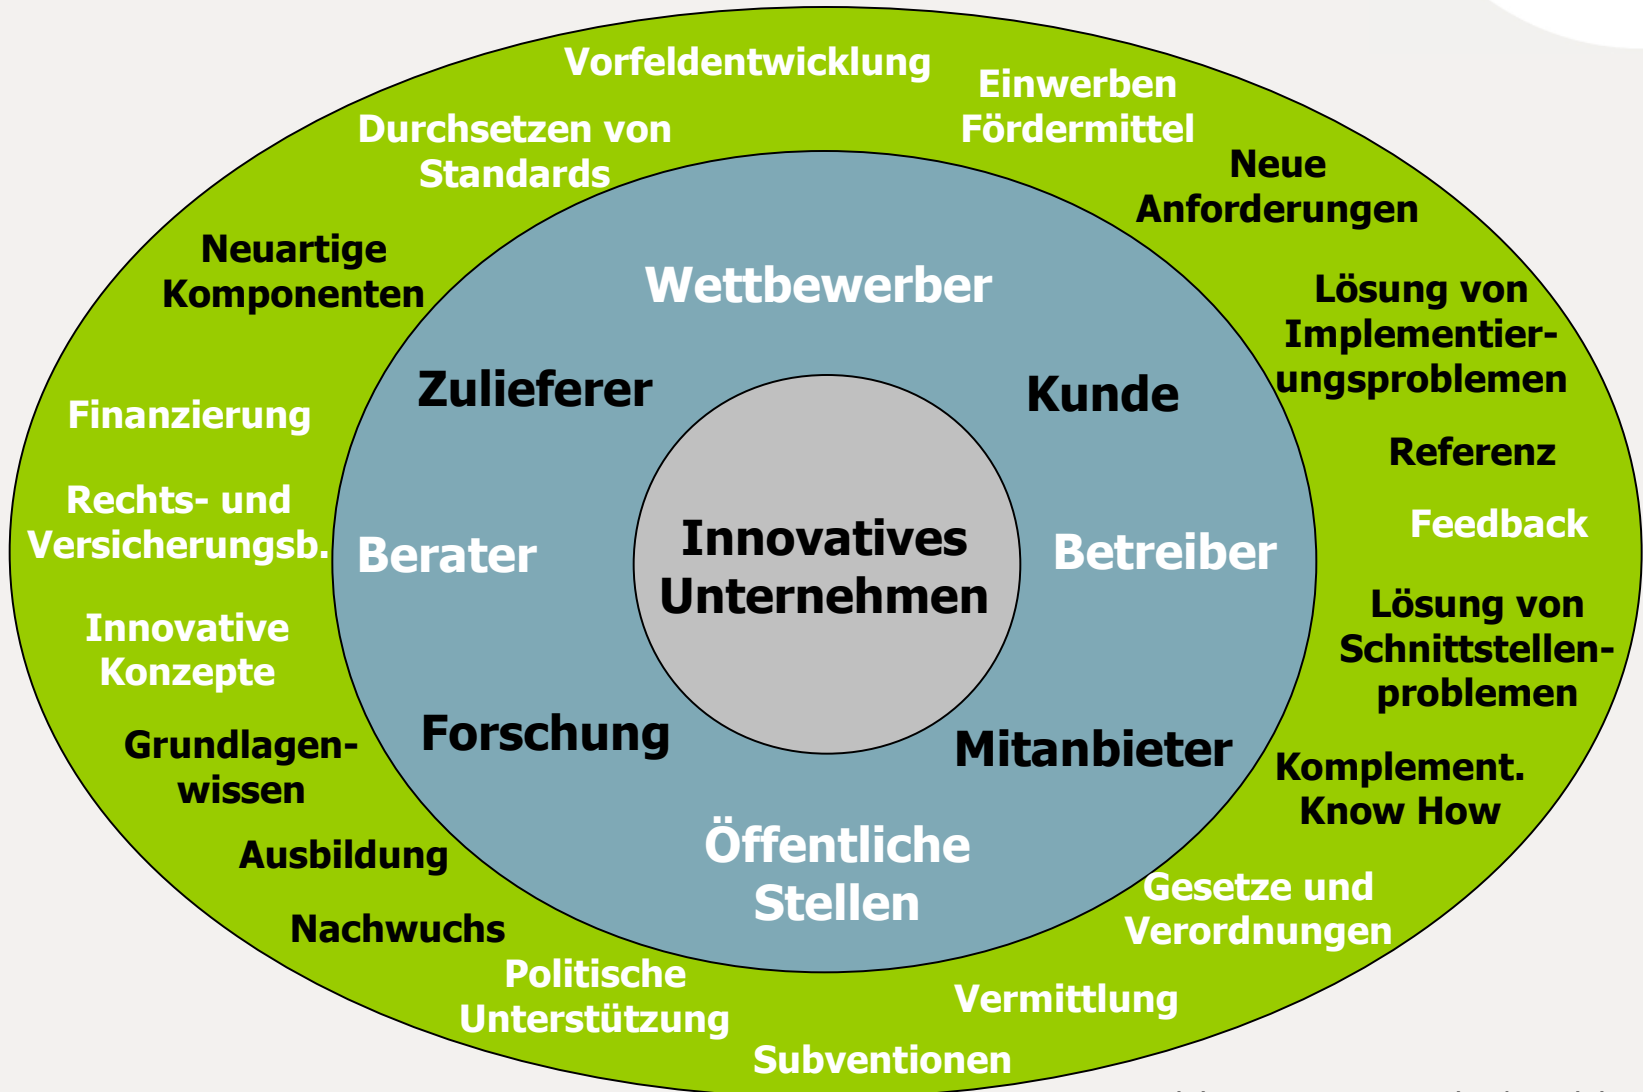 Vorfeldentwicklung
Einwerben
Fördermittel
Durchsetzen von
Standards
Neue
Anforderungen
Neuartige
Komponenten
Wettbewerber
Lösung von
Implementier-
ungsproblemen
Zulieferer
Kunde
Finanzierung
Referenz
Rechts- und
Versicherungsb.
Feedback
Berater
Innovatives
Unternehmen
Betreiber
Innovative
Konzepte
Lösung von
Schnittstellen-
problemen
Forschung
Mitanbieter
Grundlagen-
wissen
Komplement.
Know How
Ausbildung
Öffentliche
Stellen
Gesetze und
Verordnungen
Nachwuchs
Politische
Unterstützung
Vermittlung
Subventionen